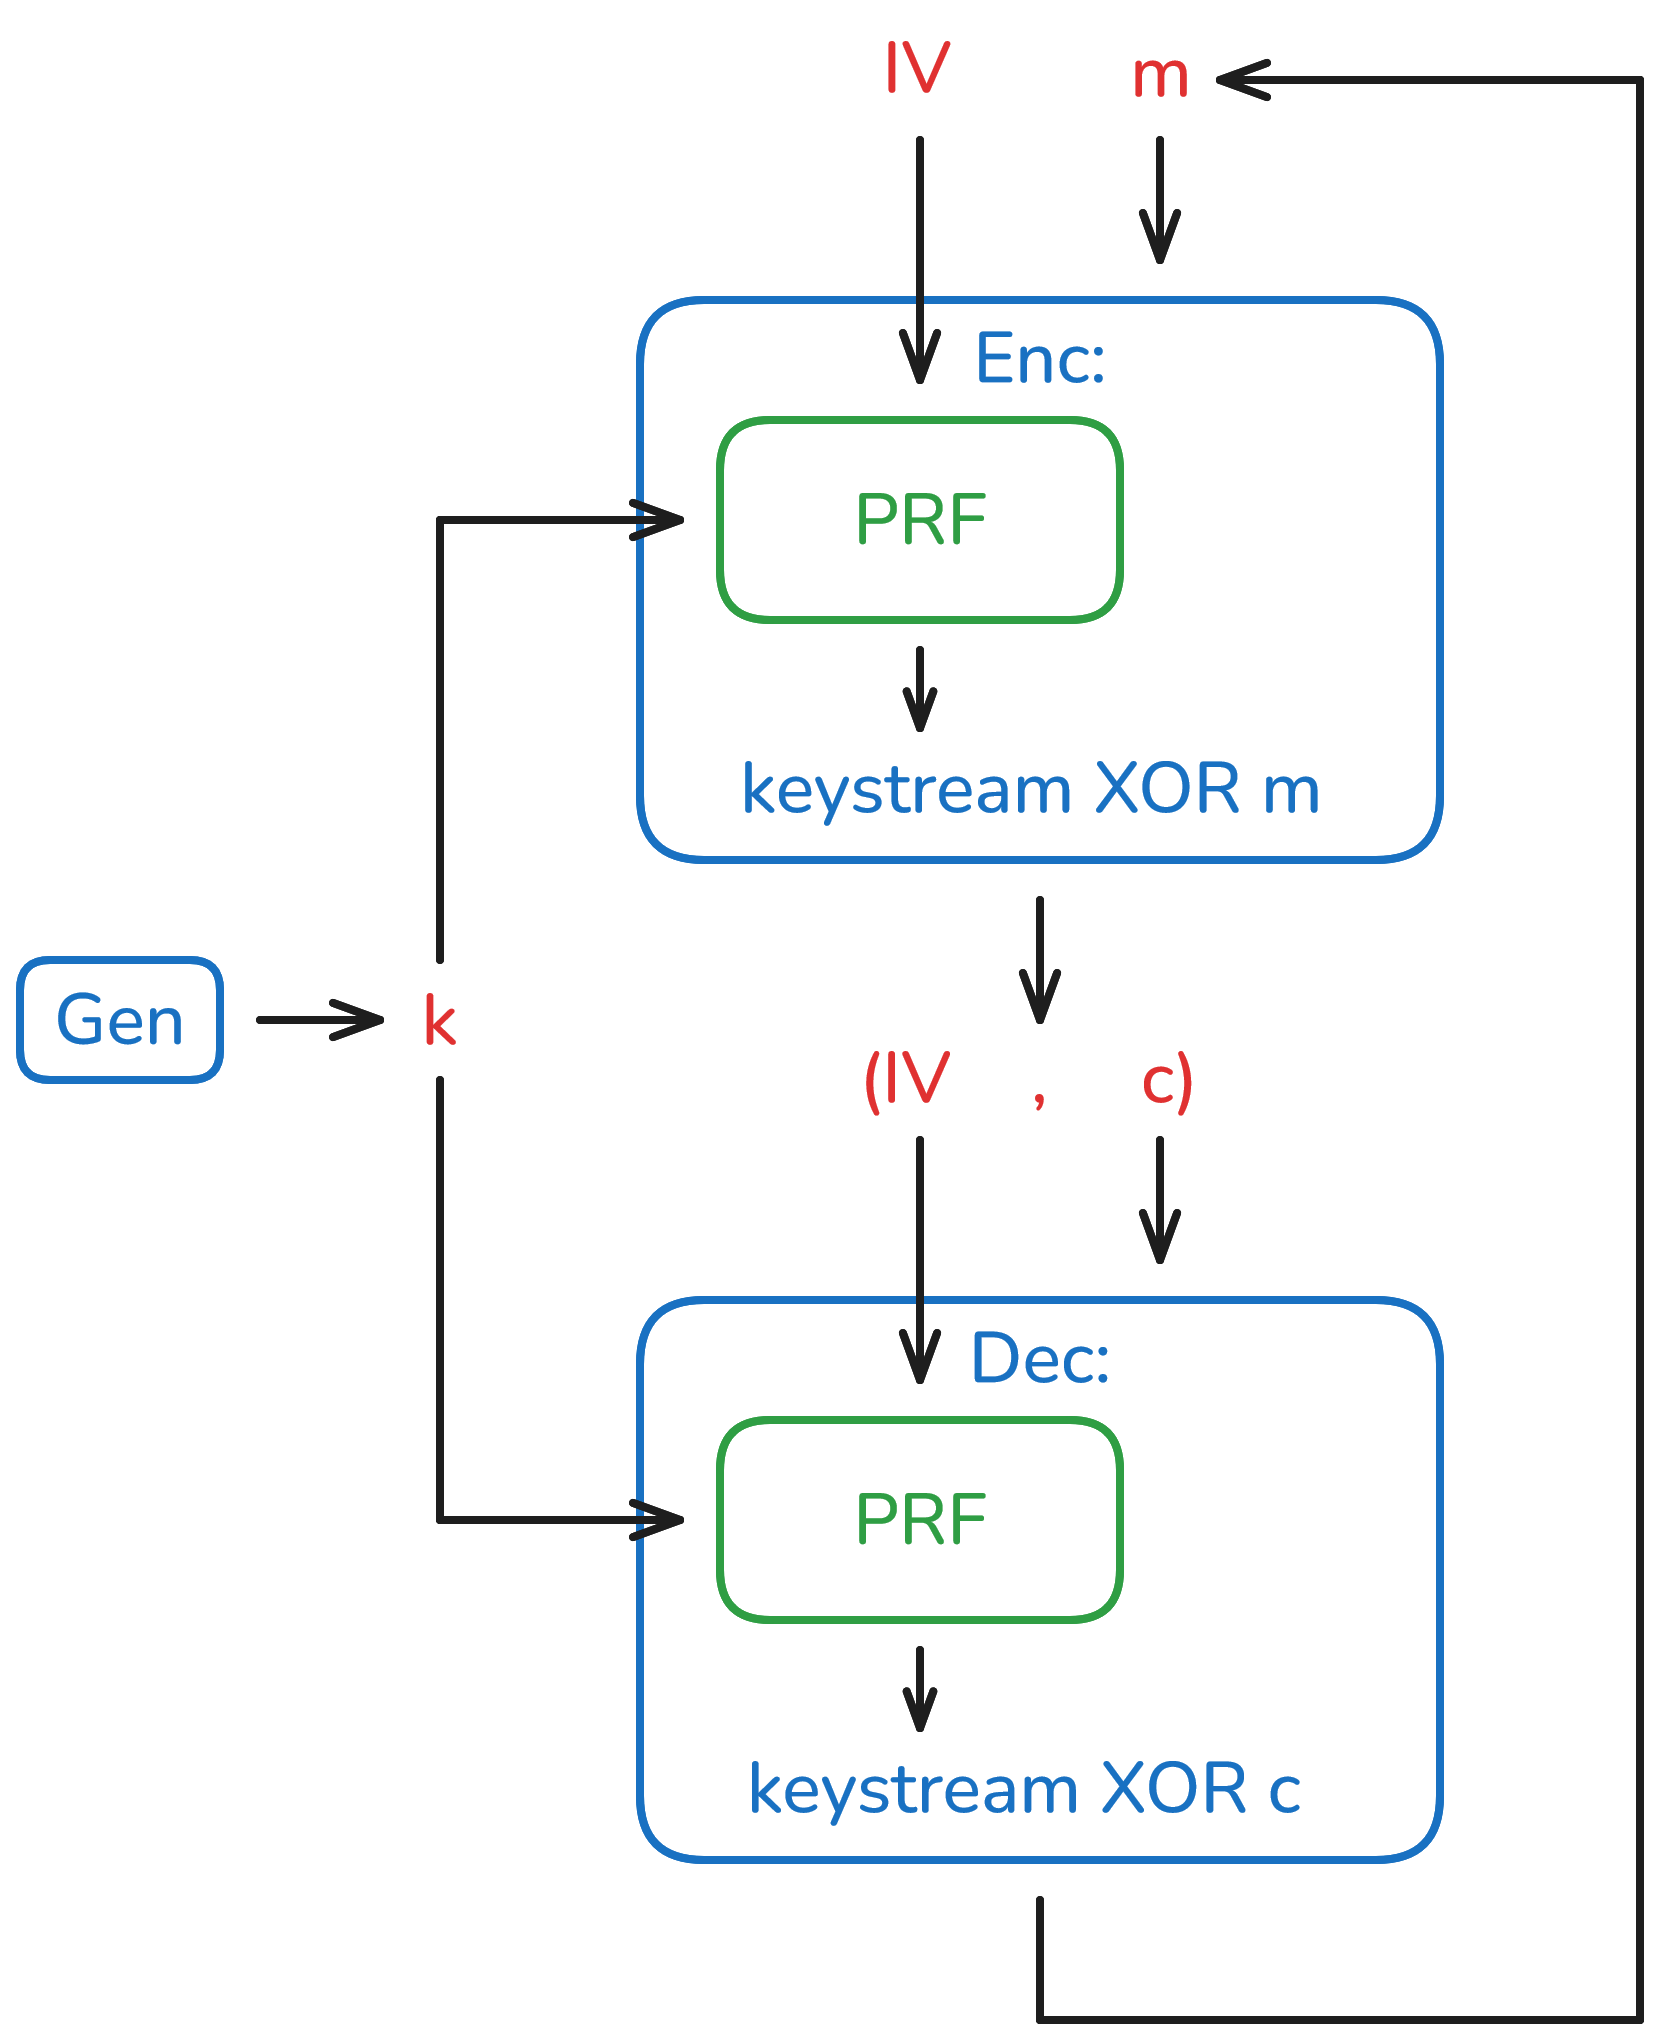 IV m
Enc:
PRF
keystream XOR m
Gen
k
(IV , c)
Dec:
PRF
keystream XOR c